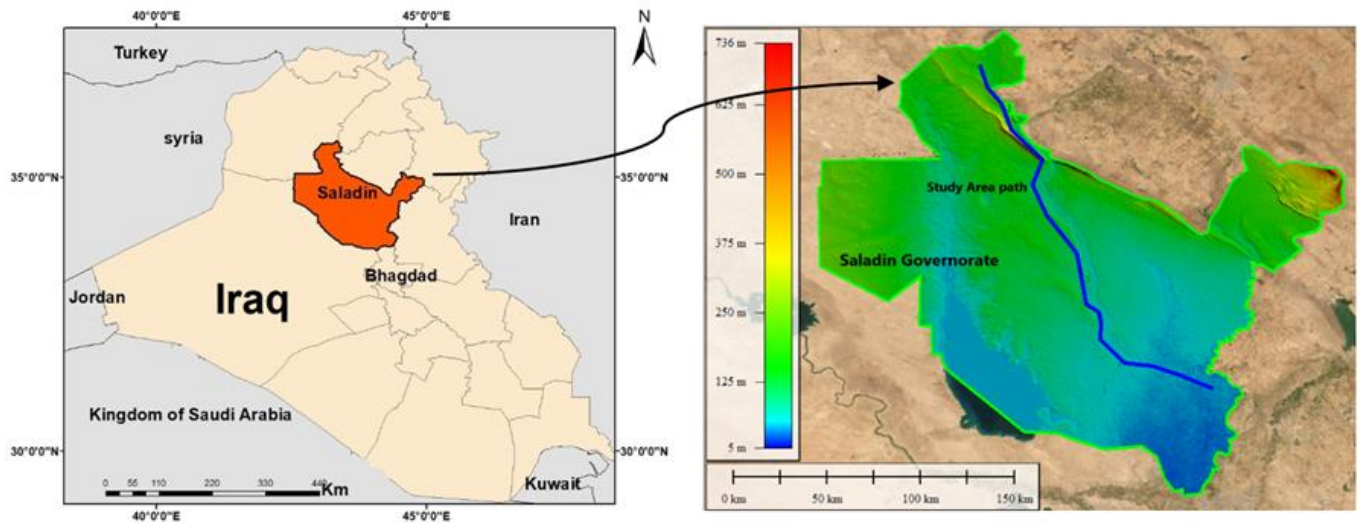 40°0'0"E
45°0'0"E
N
Turkey
syria
35°0'0"N
35°0'0"N
Saladin
Iran
Bhagdad
Jordan
Iraq
Kingdom of Saudi Arabia
30°0'0"N
30°0'0"N
Kuwait
0 55 110 220 330 440
Km
40°0'0"E
45°0'0"E
736 m
625 m
500 m
375 m
250 m
125 m
5 m
Study Area path
Saladin Governorate
0 km 50 km 100 km 150 km